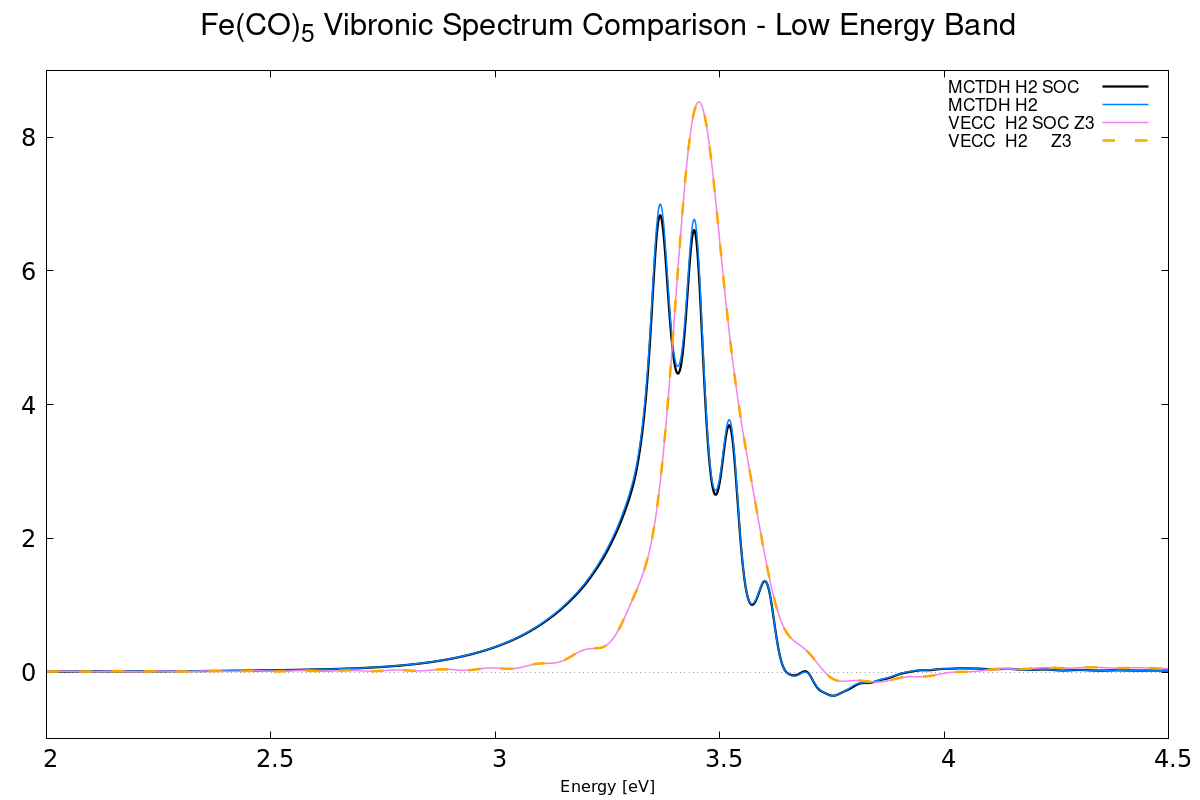 Fe(CO)5 Vibronic Spectrum Comparison - Low Energy Band
MCTDH H2 SOC
MCTDH H2
VECC H2 SOC Z3
VECC H2 Z3
8
6
4
2
0
2 2.5 3 3.5 4 4.5
Energy [eV]